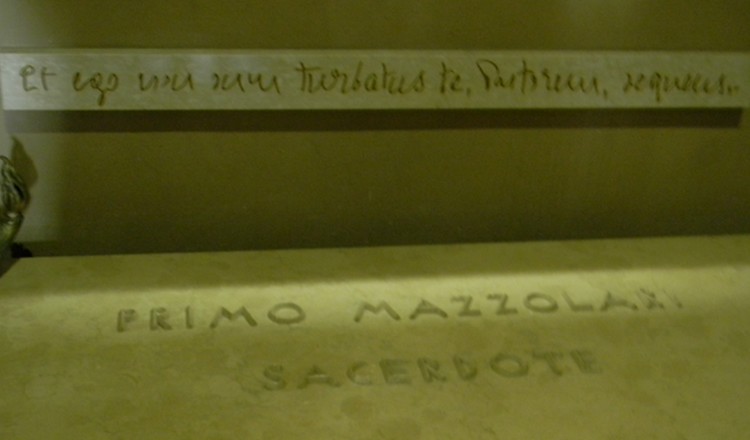 et ego non sum turbatus te, Pastorem, sequens..
PRIMO MAZZOLARI
SACERDOTE